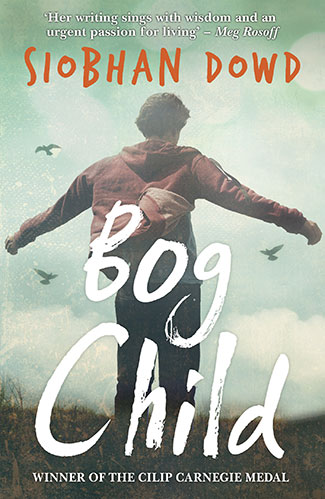 ‘Her writing sings with wisdom and an
urgent passion for living’ – Meg Rosoff
SIOBHAN DOWD
Bog
Child
WINNER OF THE CILIP CARNEGIE MEDAL